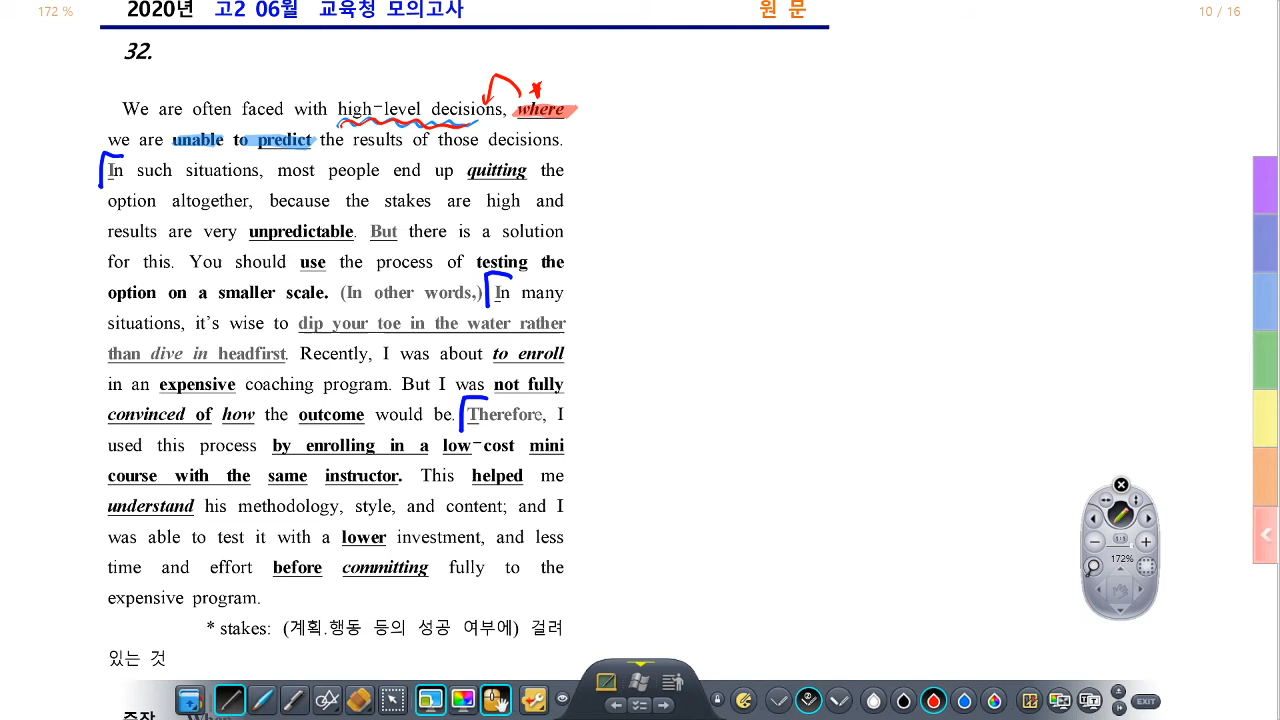 172 %
2020년 고2 06월 교육청 모의고사
원 문
10 / 16
32.
We are often faced with high-level decisions, where
we are unable to predict the results of those decisions.
In such situations, most people end up quitting the
option altogether, because the stakes are high and
results are very unpredictable. But there is a solution
for this. You should use the process of testing the
option on a smaller scale. (In other words,) In many
situations, it's wise to dip your toe in the water rather
than dive in headfirst. Recently, I was about to enroll
in an expensive coaching program. But I was not fully
convinced of how the outcome would be. Therefore, I
used this process by enrolling in a low-cost mini
course with the same instructor. This helped me
understand his methodology, style, and content; and I
was able to test it with a lower investment, and less
time and effort before committing fully to the
expensive program.
* stakes: (계획.행동 등의 성공 여부에) 걸려
있는 것
1:1
172%
EXIT